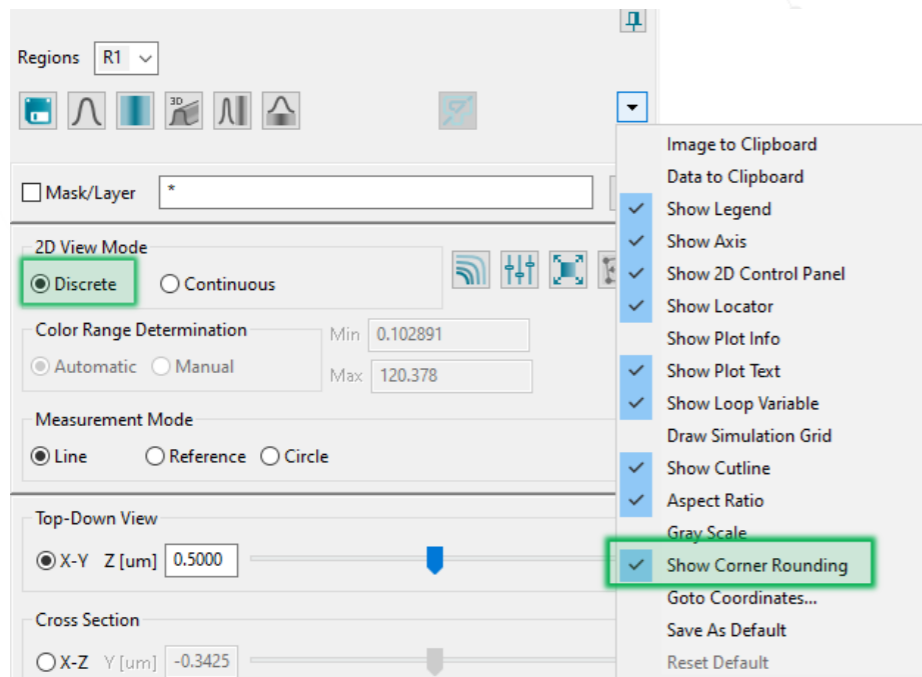 Regions R1
3D
Mask/Layer *
2D View Mode
Discrete Continuous
Color Range Determination
Automatic Manual
Min 0.102891
Max 120.378
Measurement Mode
Line Reference Circle
Top-Down View
X-Y Z [um] 0.5000
Cross Section
X-Z Y [um] -0.3425
Image to Clipboard
Data to Clipboard
Show Legend
Show Axis
Show 2D Control Panel
Show Locator
Show Plot Info
Show Plot Text
Show Loop Variable
Draw Simulation Grid
Show Cutline
Aspect Ratio
Gray Scale
Show Corner Rounding
Goto Coordinates...
Save As Default
Reset Default